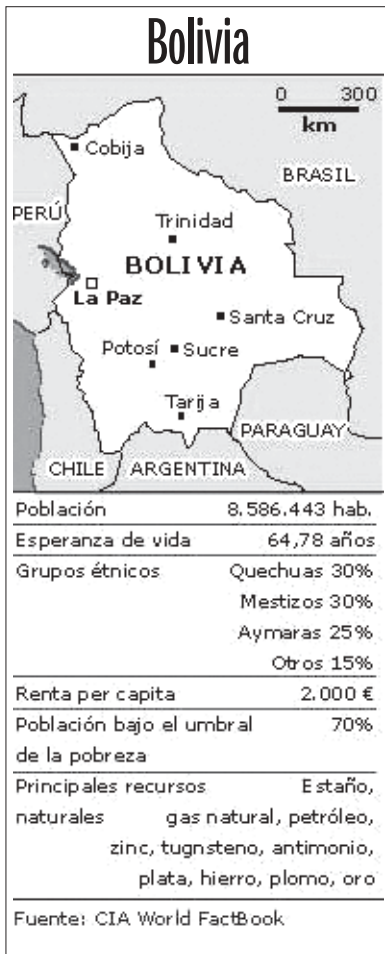 Bolivia
0 300
km
Cobija
BRASIL
PERÚ
Trinidad
BOLIVIA
La Paz
Santa Cruz
Potosí Sucre
Tarija
PARAGUAY
CHILE ARGENTINA
Población 8.586.443 hab.
Esperanza de vida 64,78 años
Grupos étnicos Quechuas 30%
Mestizos 30%
Aymaras 25%
Otros 15%
Renta per capita 2.000 €
Población bajo el umbral 70%
de la pobreza
Principales recursos Estaño,
naturales gas natural, petróleo,
zinc, tugnsteno, antimonio,
plata, hierro, plomo, oro
Fuente: CIA World FactBook